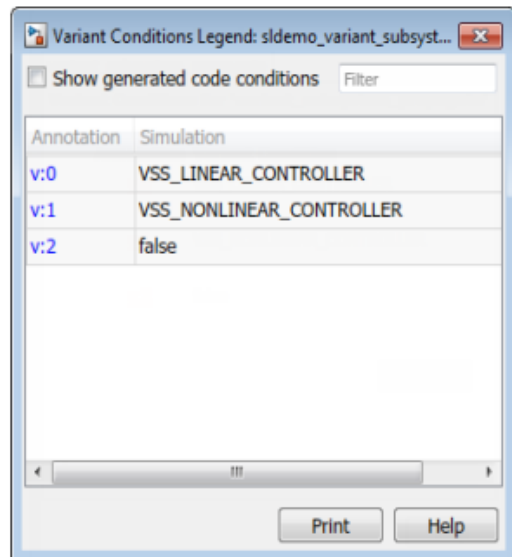 Variant Conditions Legend: sldemo_variant_subsyst...
Show generated code conditions Filter
Annotation Simulation
v:0 VSS_LINEAR_CONTROLLER
v:1 VSS_NONLINEAR_CONTROLLER
v:2 false
Print Help